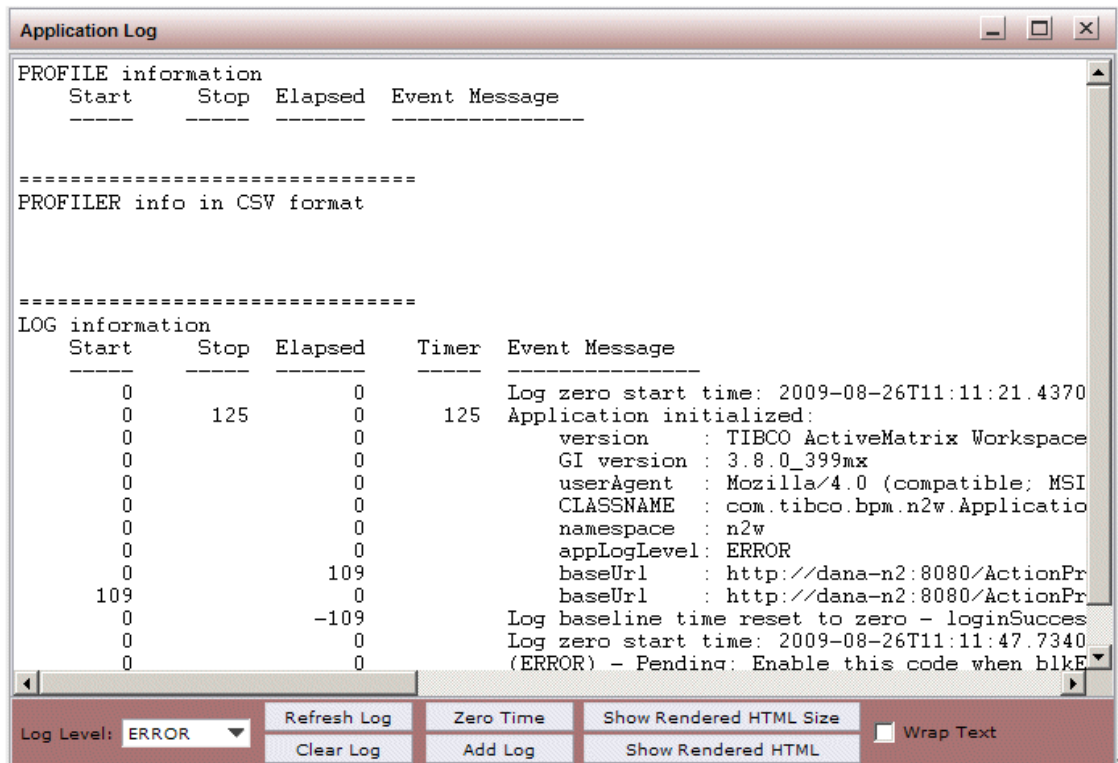 Application Log
PROFILE information
Start Stop Elapsed Event Message
----- ----- ------- ---------------
===============================
PROFILER info in CSV format
===============================
LOG information
Start Stop Elapsed Timer Event Message
----- ----- ------- ----- ---------------
0 0 Log zero start time: 2009-08-26T11:11:21.4370
0 125 0 125 Application initialized:
0 0 version : TIBCO ActiveMatrix Workspace
0 0 GI version : 3.8.0_399mx
0 0 userAgent : Mozilla/4.0 (compatible; MSI
0 0 CLASSNAME : com.tibco.bpm.n2w.Applicatio
0 0 namespace : n2w
0 0 appLogLevel: ERROR
0 109 baseUrl : http://dana-n2:8080/ActionPr
109 0 baseUrl : http://dana-n2:8080/ActionPr
0 -109 Log baseline time reset to zero - loginSucces
0 0 Log zero start time: 2009-08-26T11:11:47.7340
0 0 (ERROR) - Pending: Enable this code when blkE
Log Level: ERROR Refresh Log Zero Time Show Rendered HTML Size Wrap Text
Clear Log Add Log Show Rendered HTML